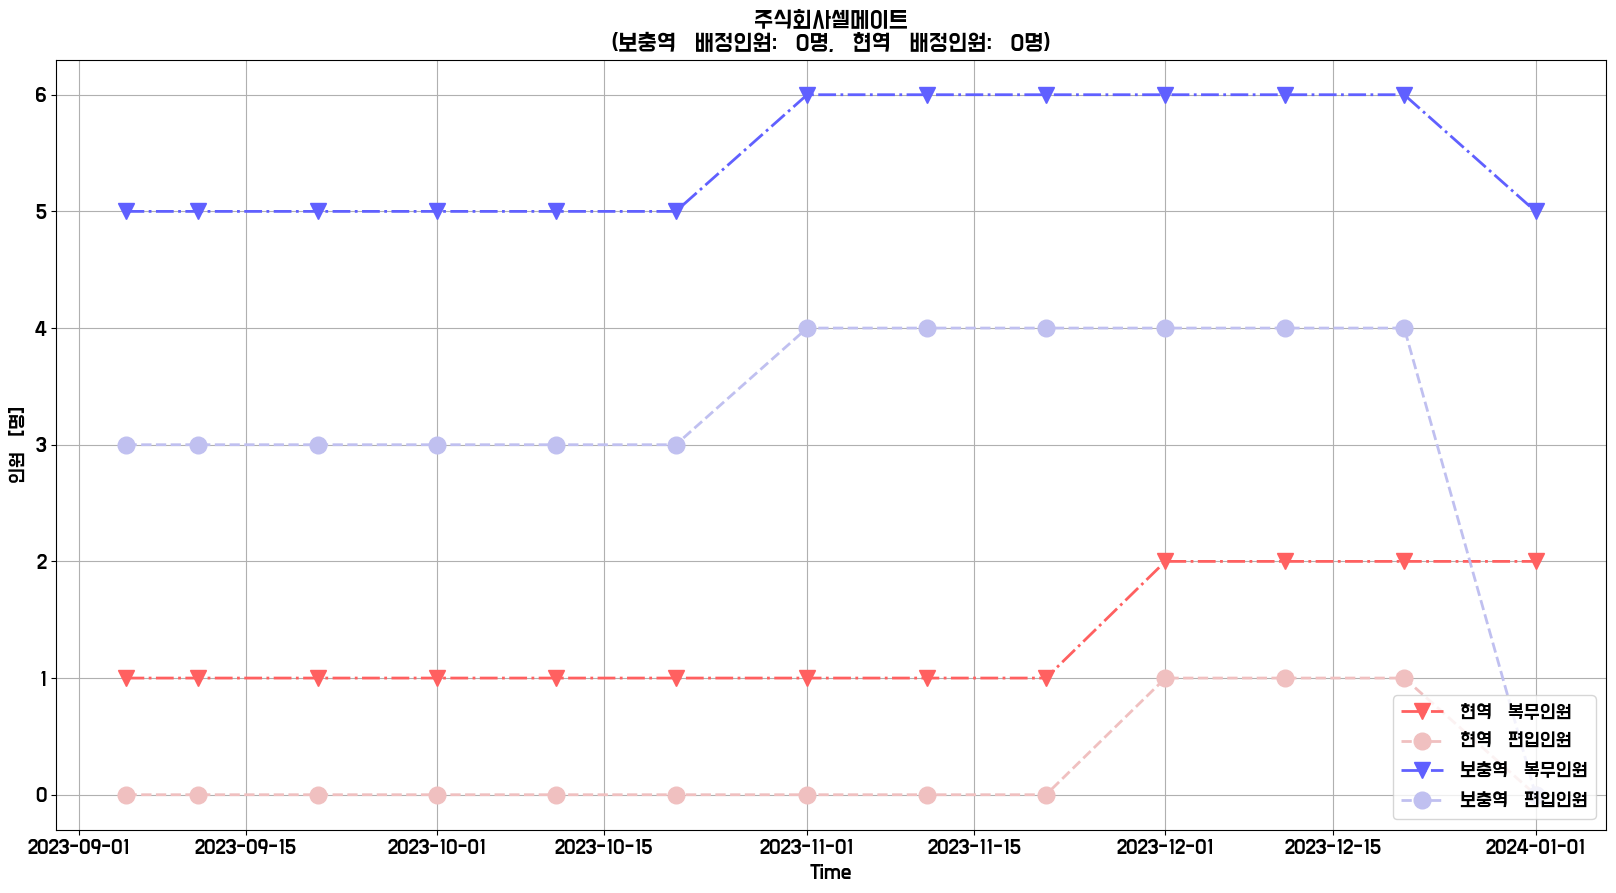 주식회사셀메이트
(보충역 배정인원: 0명, 현역 배정인원: 0명)
6
5
4
3
2
1
0
인원 [명]
현역 복무인원
현역 편입인원
보충역 복무인원
보충역 편입인원
2023-09-01 2023-09-15 2023-10-01 2023-10-15 2023-11-01 2023-11-15 2023-12-01 2023-12-15 2024-01-01
Time